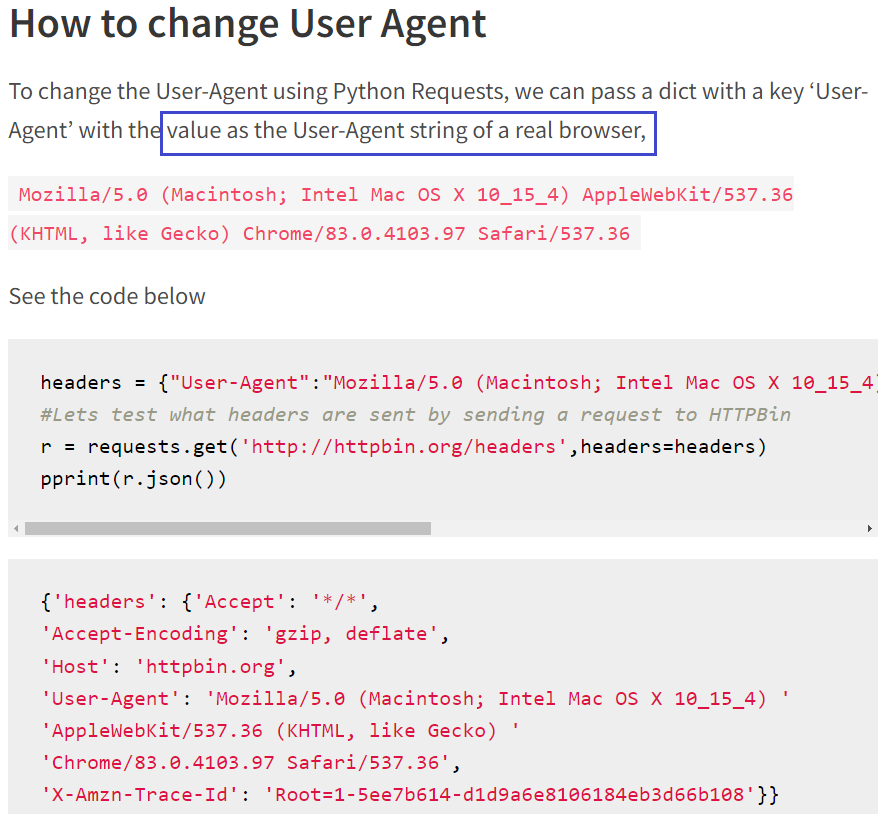 How to change User Agent
To change the User-Agent using Python Requests, we can pass a dict with a key ‘User-
Agent’ with the value as the User-Agent string of a real browser,
Mozilla/5.0 (Macintosh; Intel Mac OS X 10_15_4) AppleWebKit/537.36
(KHTML, like Gecko) Chrome/83.0.4103.97 Safari/537.36
See the code below
headers = {"User-Agent":"Mozilla/5.0 (Macintosh; Intel Mac OS X 10_15_4)
#Lets test what headers are sent by sending a request to HTTPBin
r = requests.get('http://httpbin.org/headers',headers=headers)
pprint(r.json())
{'headers': {'Accept': '*/*',
'Accept-Encoding': 'gzip, deflate',
'Host': 'httpbin.org',
'User-Agent': 'Mozilla/5.0 (Macintosh; Intel Mac OS X 10_15_4) '
'AppleWebKit/537.36 (KHTML, like Gecko) '
'Chrome/83.0.4103.97 Safari/537.36',
'X-Amzn-Trace-Id': 'Root=1-5ee7b614-d1d9a6e8106184eb3d66b108'}}